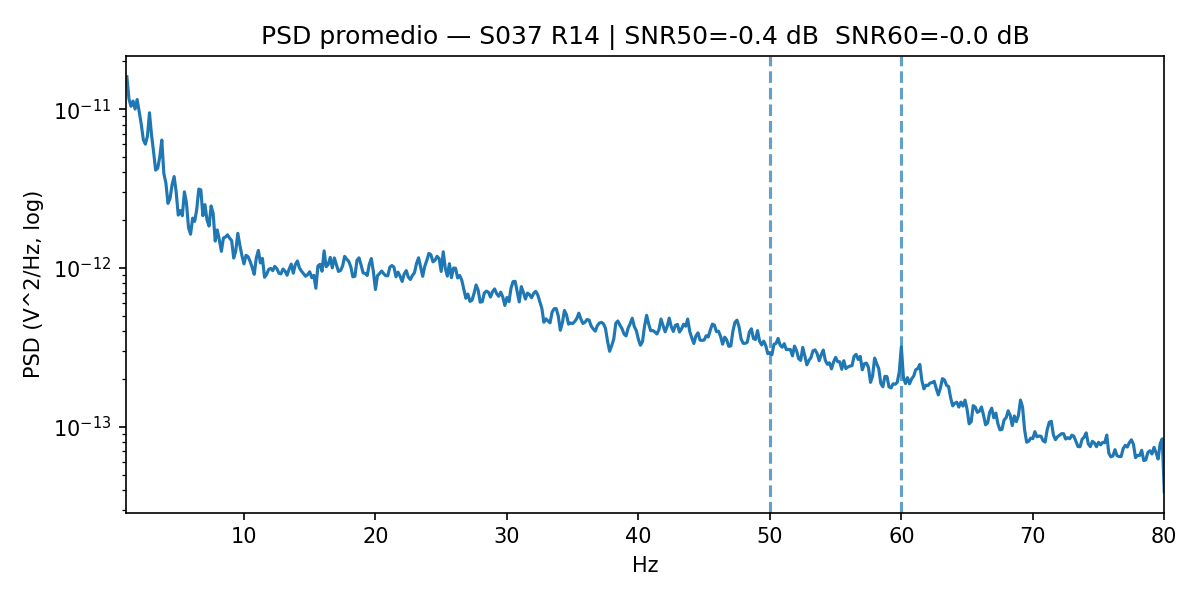 PSD promedio — S037 R14 | SNR50=-0.4 dB  SNR60=-0.0 dB
PSD (V^2/Hz, log)
10⁻¹¹
10⁻¹²
10⁻¹³
10 20 30 40 50 60 70 80
Hz